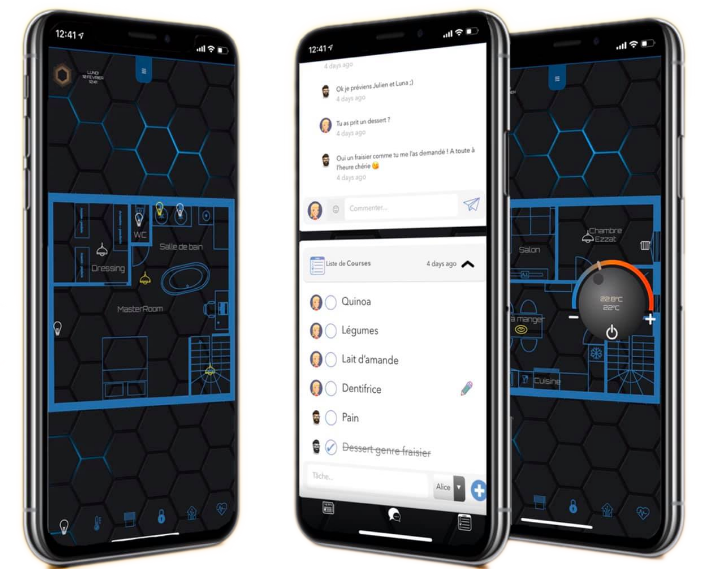 12:41
LUNDI
WC
Salle de bain
Dressing
MasterRoom
12:41
4 days ago
Ok je préviens Julien et Luna ;)
4 days ago
Tu as prit un dessert ?
4 days ago
Oui un fraisier comme tu me l'as demandé ! A toute à
l'heure chérie 😘
4 days ago
Commenter...
Liste de Courses
4 days ago
Quinoa
Légumes
Lait d'amande
Dentifrice
Pain
Dessert genre fraisier
Tâche...
Alice
Chambre
Ezzat
Salon
22°C
- +
à manger
Cuisine